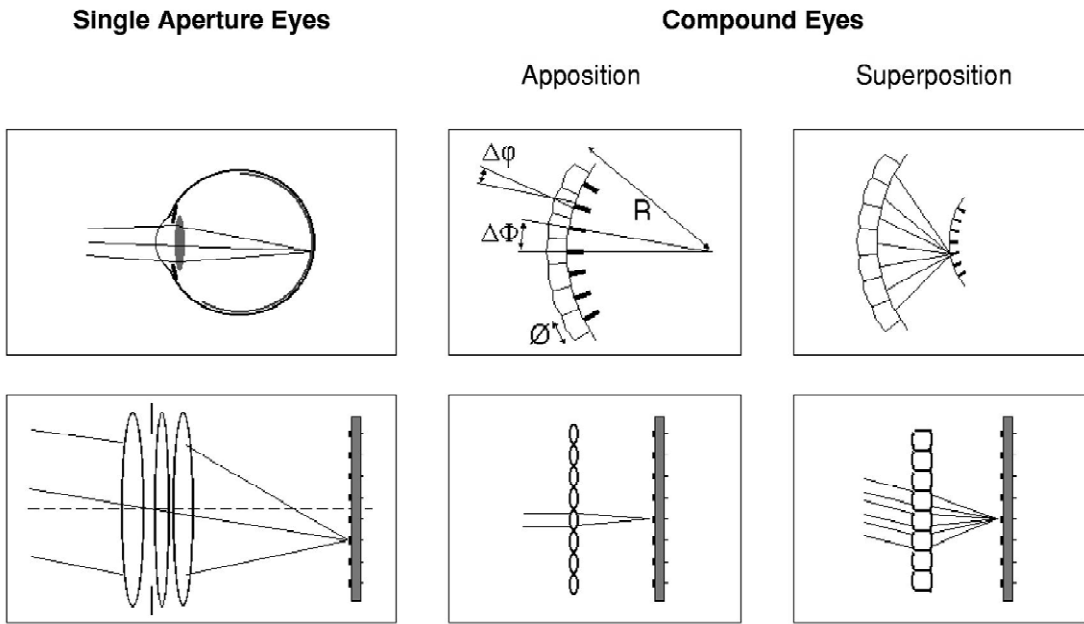 Single Aperture Eyes
Compound Eyes
Apposition
Superposition
Δφ
R
ΔΦ
Ø